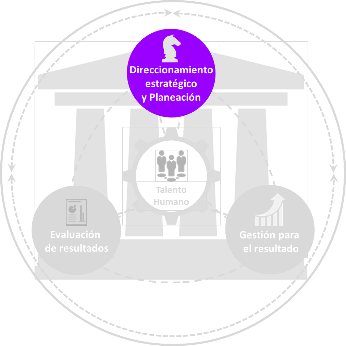 Direccionamiento
estratégico
y Planeación
Talento
Humano
Evaluación
de resultados
Gestión para
el resultado